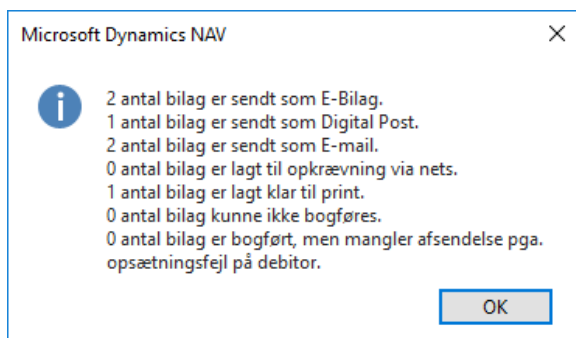 Microsoft Dynamics NAV
2 antal bilag er sendt som E-Bilag.
1 antal bilag er sendt som Digital Post.
2 antal bilag er sendt som E-mail.
0 antal bilag er lagt til opkrævning via nets.
1 antal bilag er lagt klar til print.
0 antal bilag kunne ikke bogføres.
0 antal bilag er bogført, men mangler afsendelse pga.
opsætningsfejl på debitor.
OK